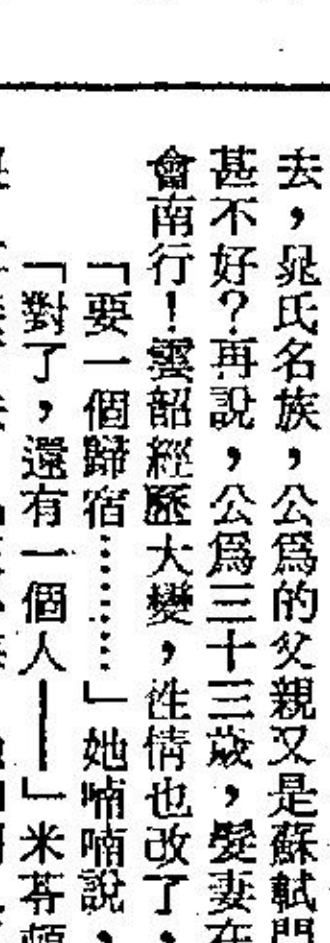 去，晁氏名族，公爲的父親又是蘇軾門
甚不好？再說，公爲三十三歲，髮妻在
會南行！霎韶經歷大變，性情也改了，
「要一個歸宿………」她喃喃說，
「對了，還有一個人——」米芾頓